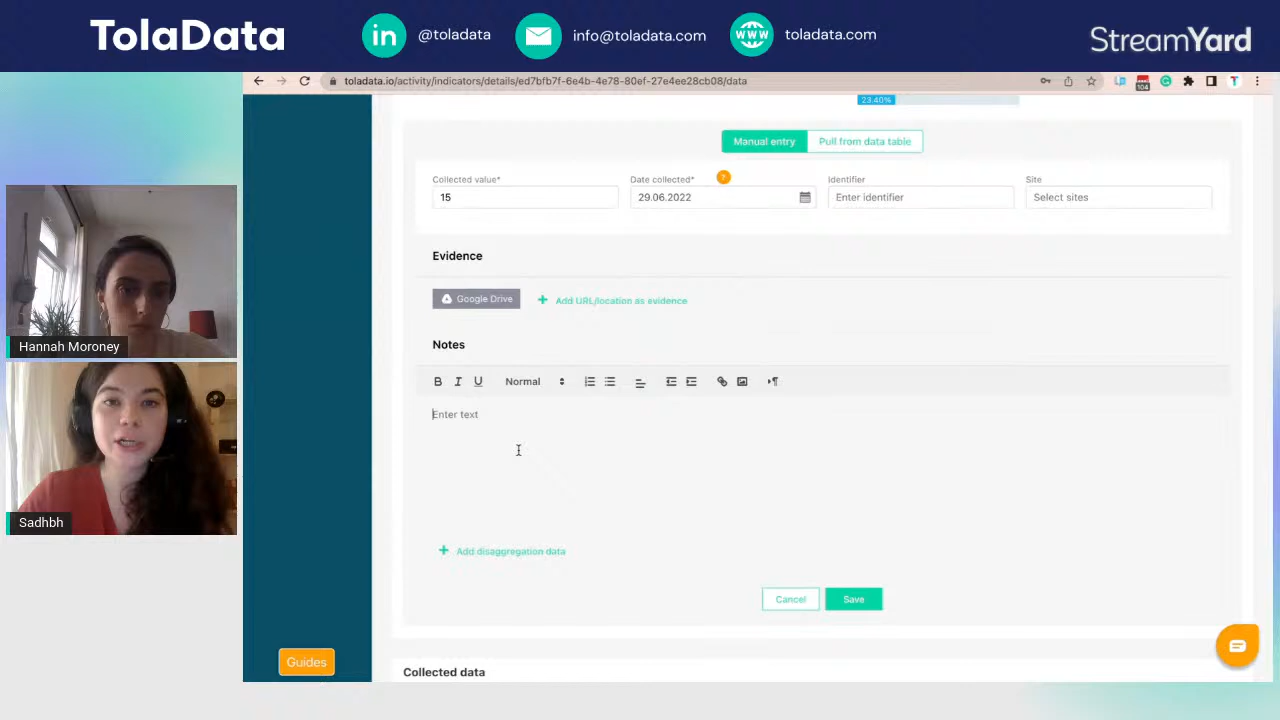 TolaData
@toladata
info@toladata.com
toladata.com
StreamYard
toladata.io/activity/indicators/details/ed7bfb7f-6e4b-4e78-80ef-27e4ee28cb08/data
104
T
23.40%
Manual entry
Pull from data table
Collected value*
Date collected*
?
Identifier
Site
15
29.06.2022
Enter identifier
Select sites
Evidence
Google Drive
+ Add URL/location as evidence
Notes
B I U Normal
Enter text
+ Add disaggregation data
Cancel
Save
Collected data
Guides
Hannah Moroney
Sadhbh